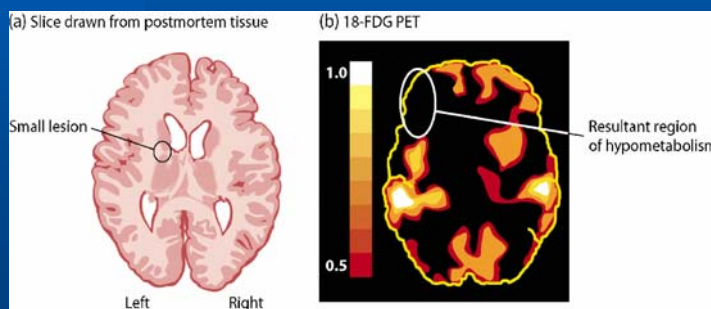 (a) Slice drawn from postmortem tissue
Small lesion
Left
Right
(b) 18-FDG PET
1.0
0.5
Resultant region
of hypometabolism